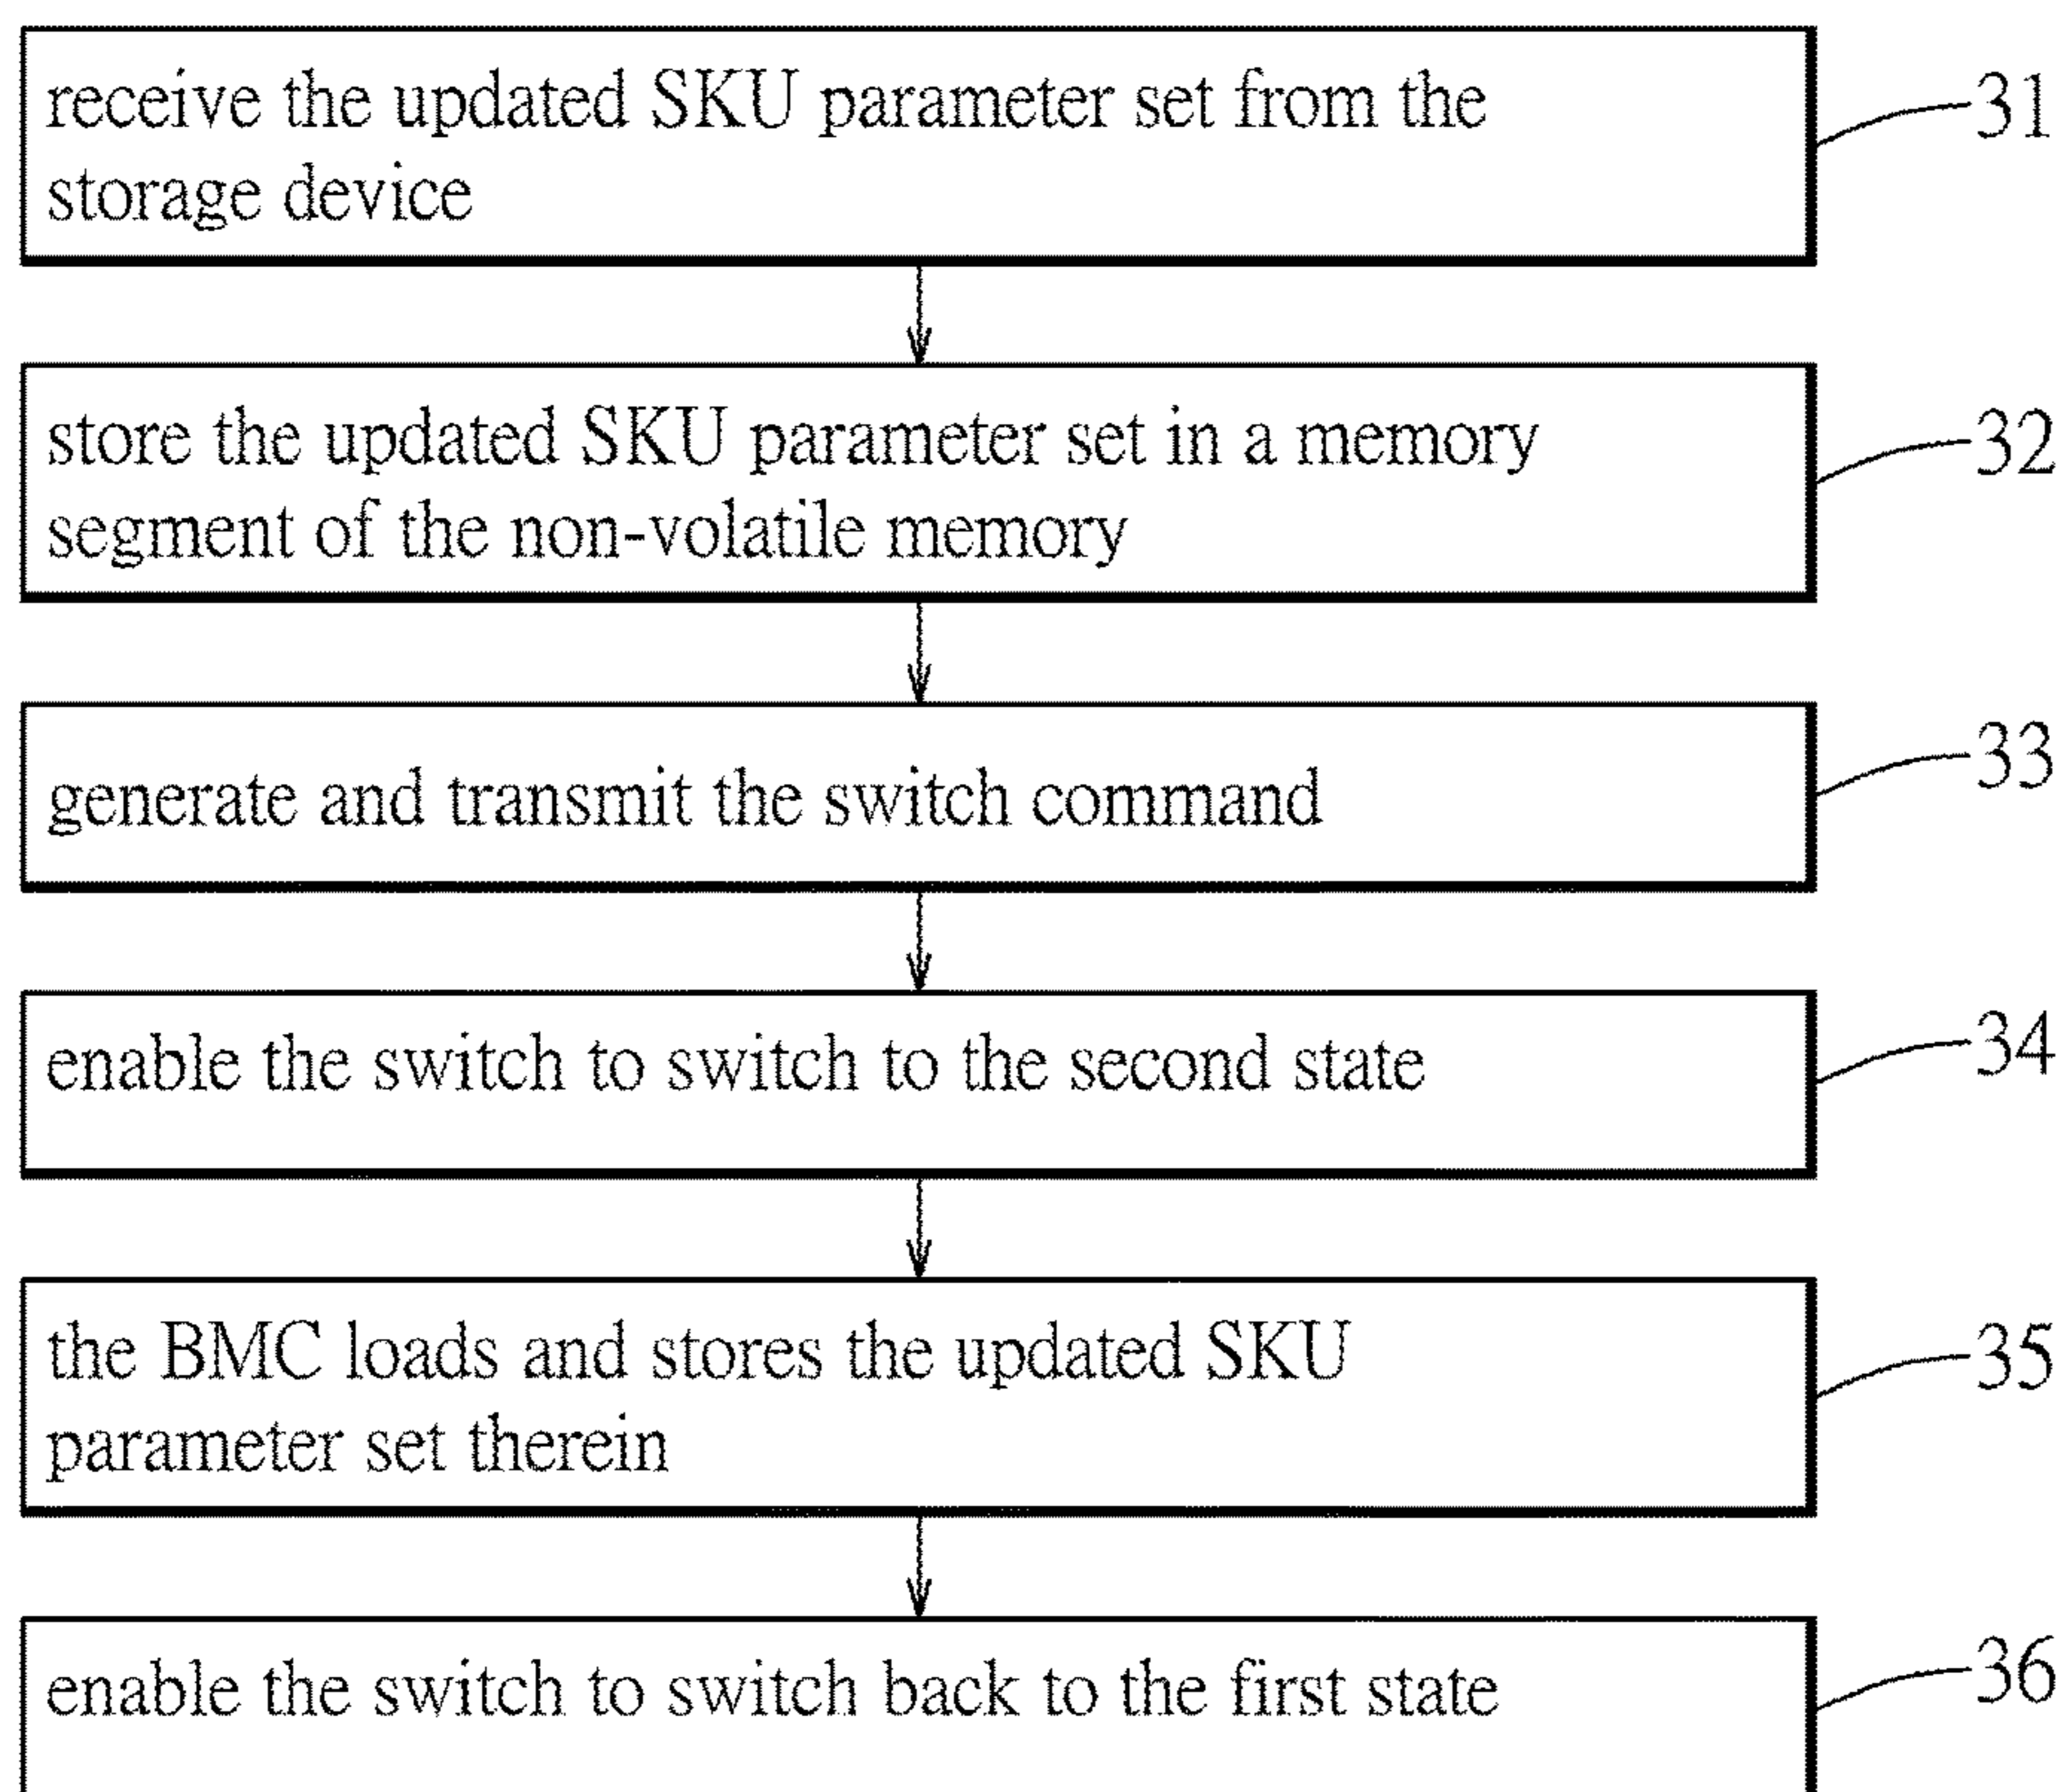 receive the updated SKU parameter set from the
storage device
31
store the updated SKU parameter set in a memory
segment of the non-volatile memory
32
generate and transmit the switch command
33
enable the switch to switch to the second state
34
the BMC loads and stores the updated SKU
parameter set therein
35
enable the switch to switch back to the first state
36